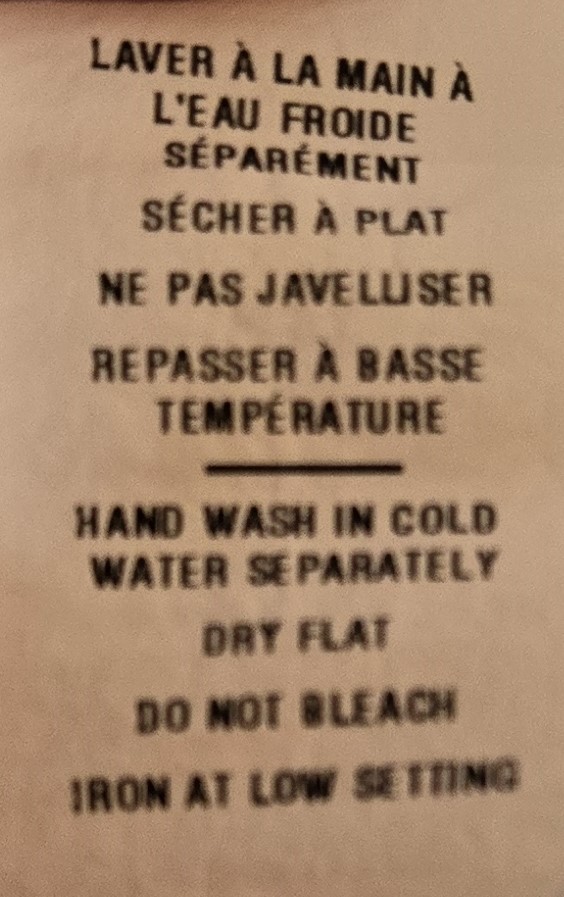 LAVER À LA MAIN À
L'EAU FROIDE
SÉPARÉMENT
SÉCHER À PLAT
NE PAS JAVELLISER
REPASSER À BASSE
TEMPÉRATURE
HAND WASH IN COLD
WATER SEPARATELY
DRY FLAT
DO NOT BLEACH
IRON AT LOW SETTING